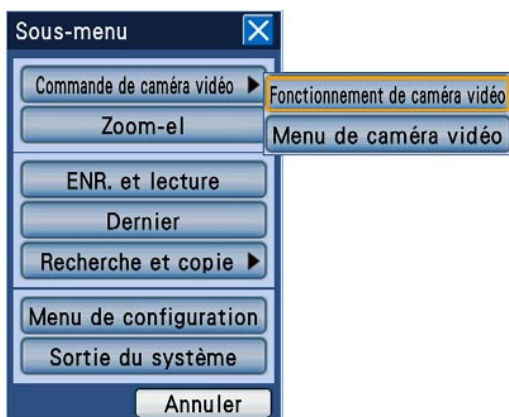 Sous-menu
Commande de caméra vidéo
Fonctionnement de caméra vidéo
Zoom-el
Menu de caméra vidéo
ENR. et lecture
Dernier
Recherche et copie
Menu de configuration
Sortie du système
Annuler